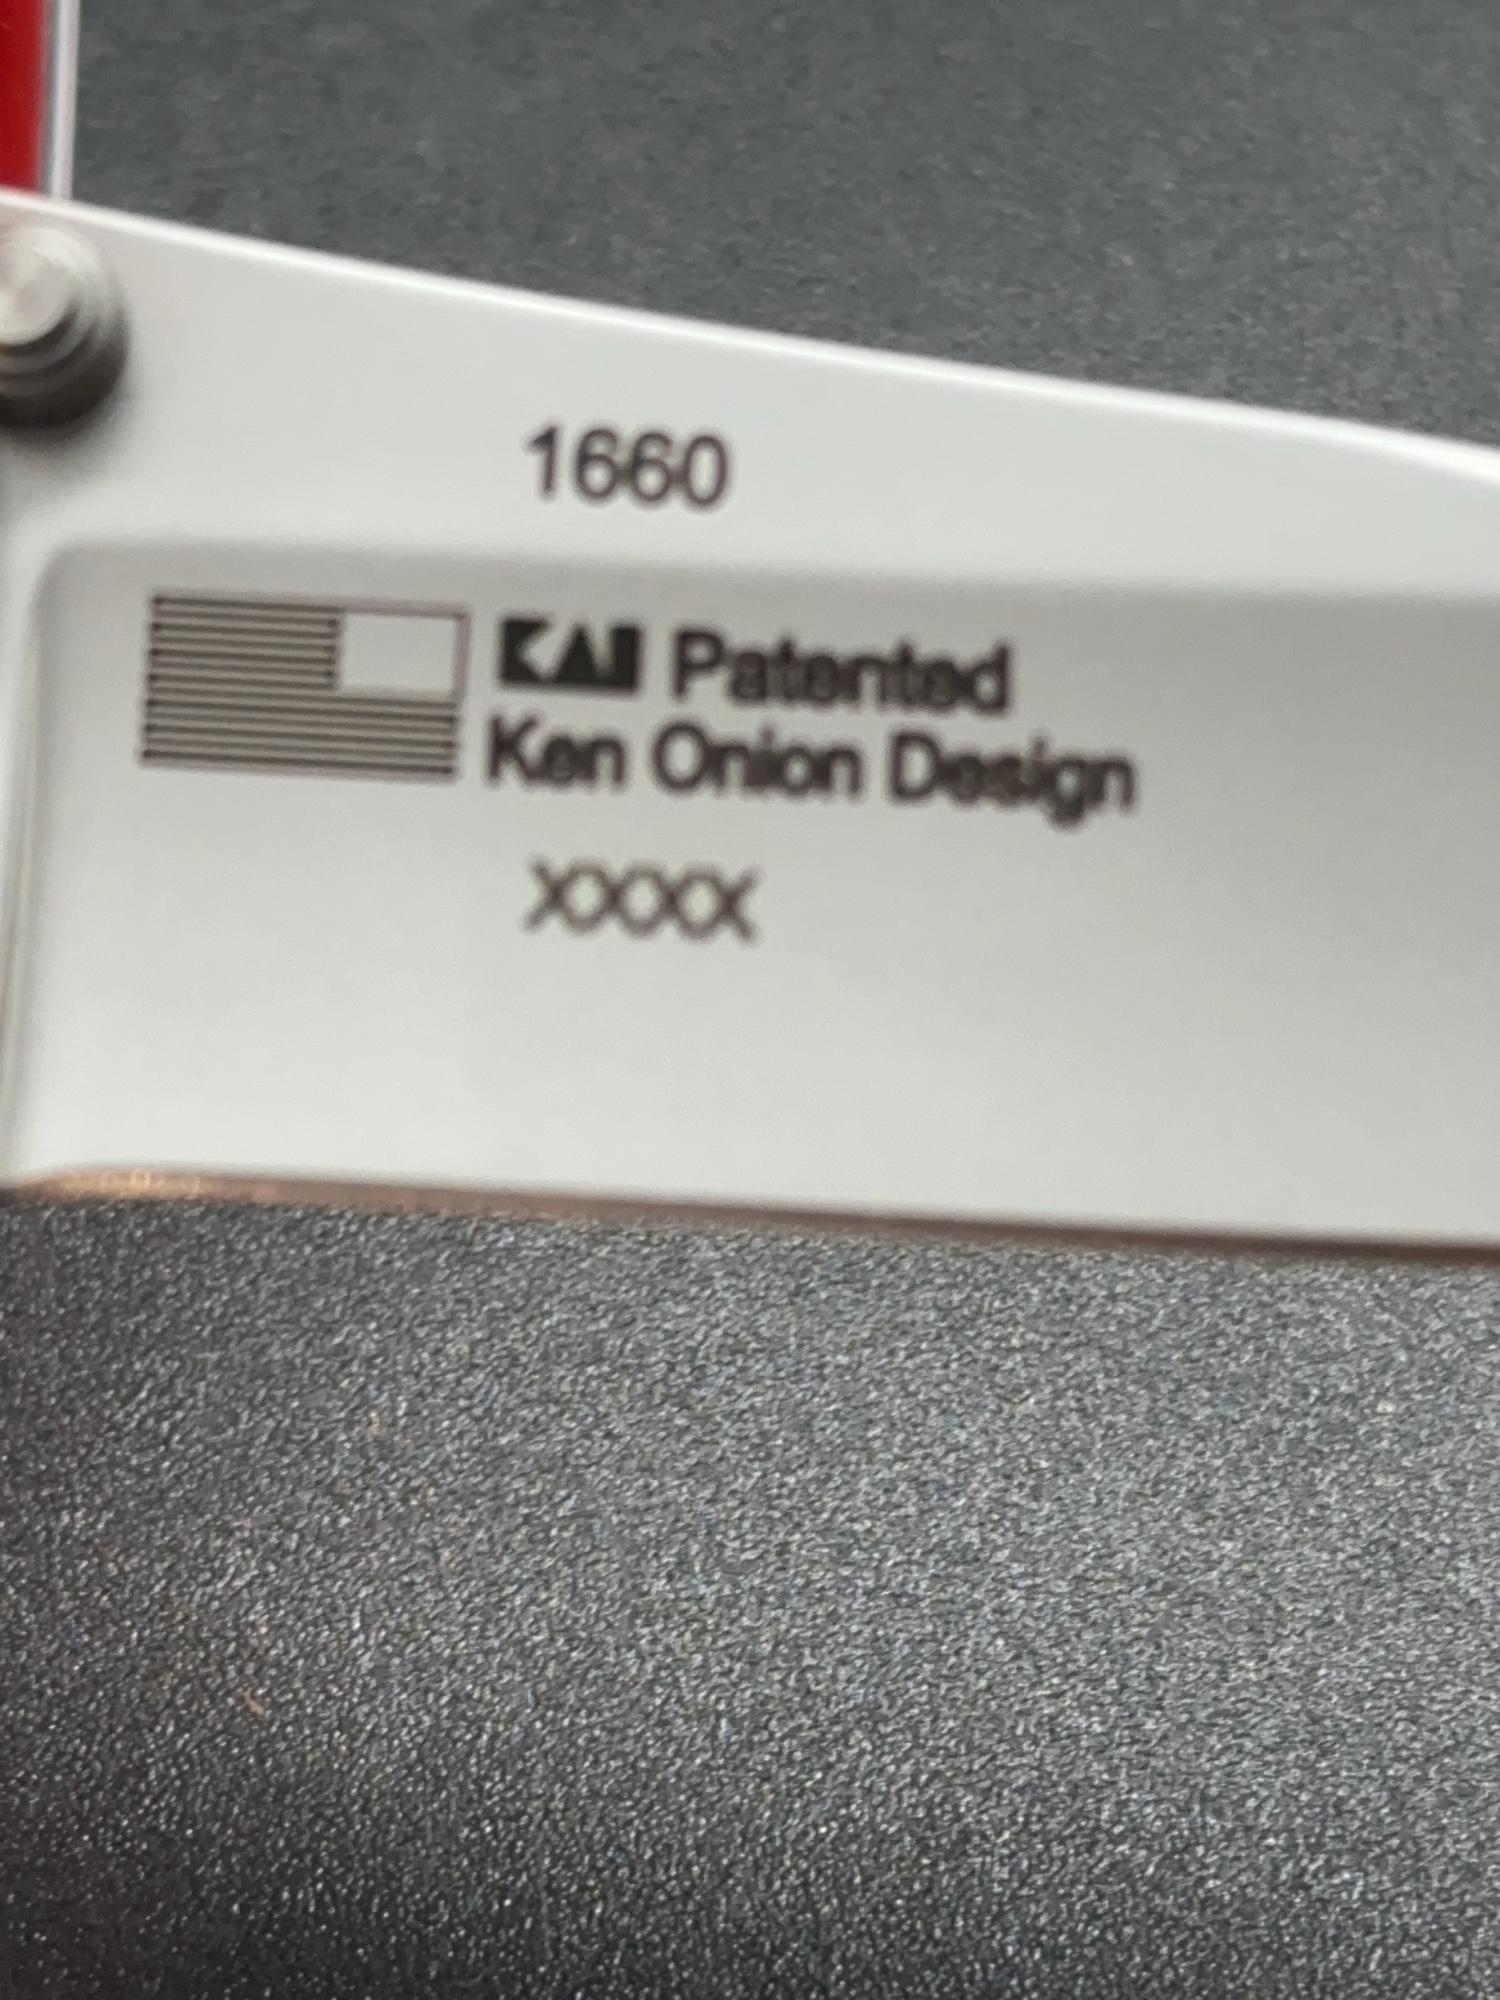 1660
KAI Patented
Ken Onion Design
XXXX